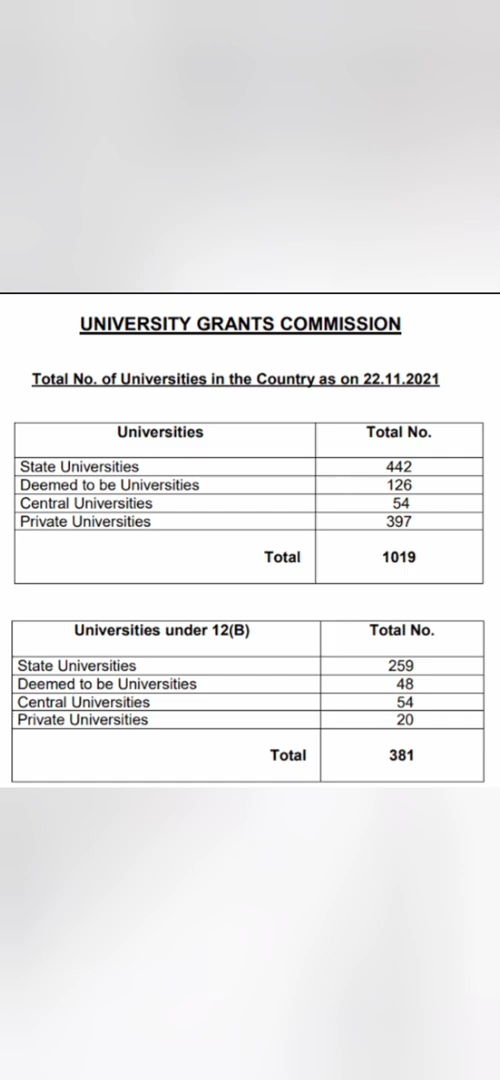 UNIVERSITY GRANTS COMMISSION
Total No. of Universities in the Country as on 22.11.2021
Universities Total No.
State Universities 442
Deemed to be Universities 126
Central Universities 54
Private Universities 397
Total 1019
Universities under 12(B) Total No.
State Universities 259
Deemed to be Universities 48
Central Universities 54
Private Universities 20
Total 381